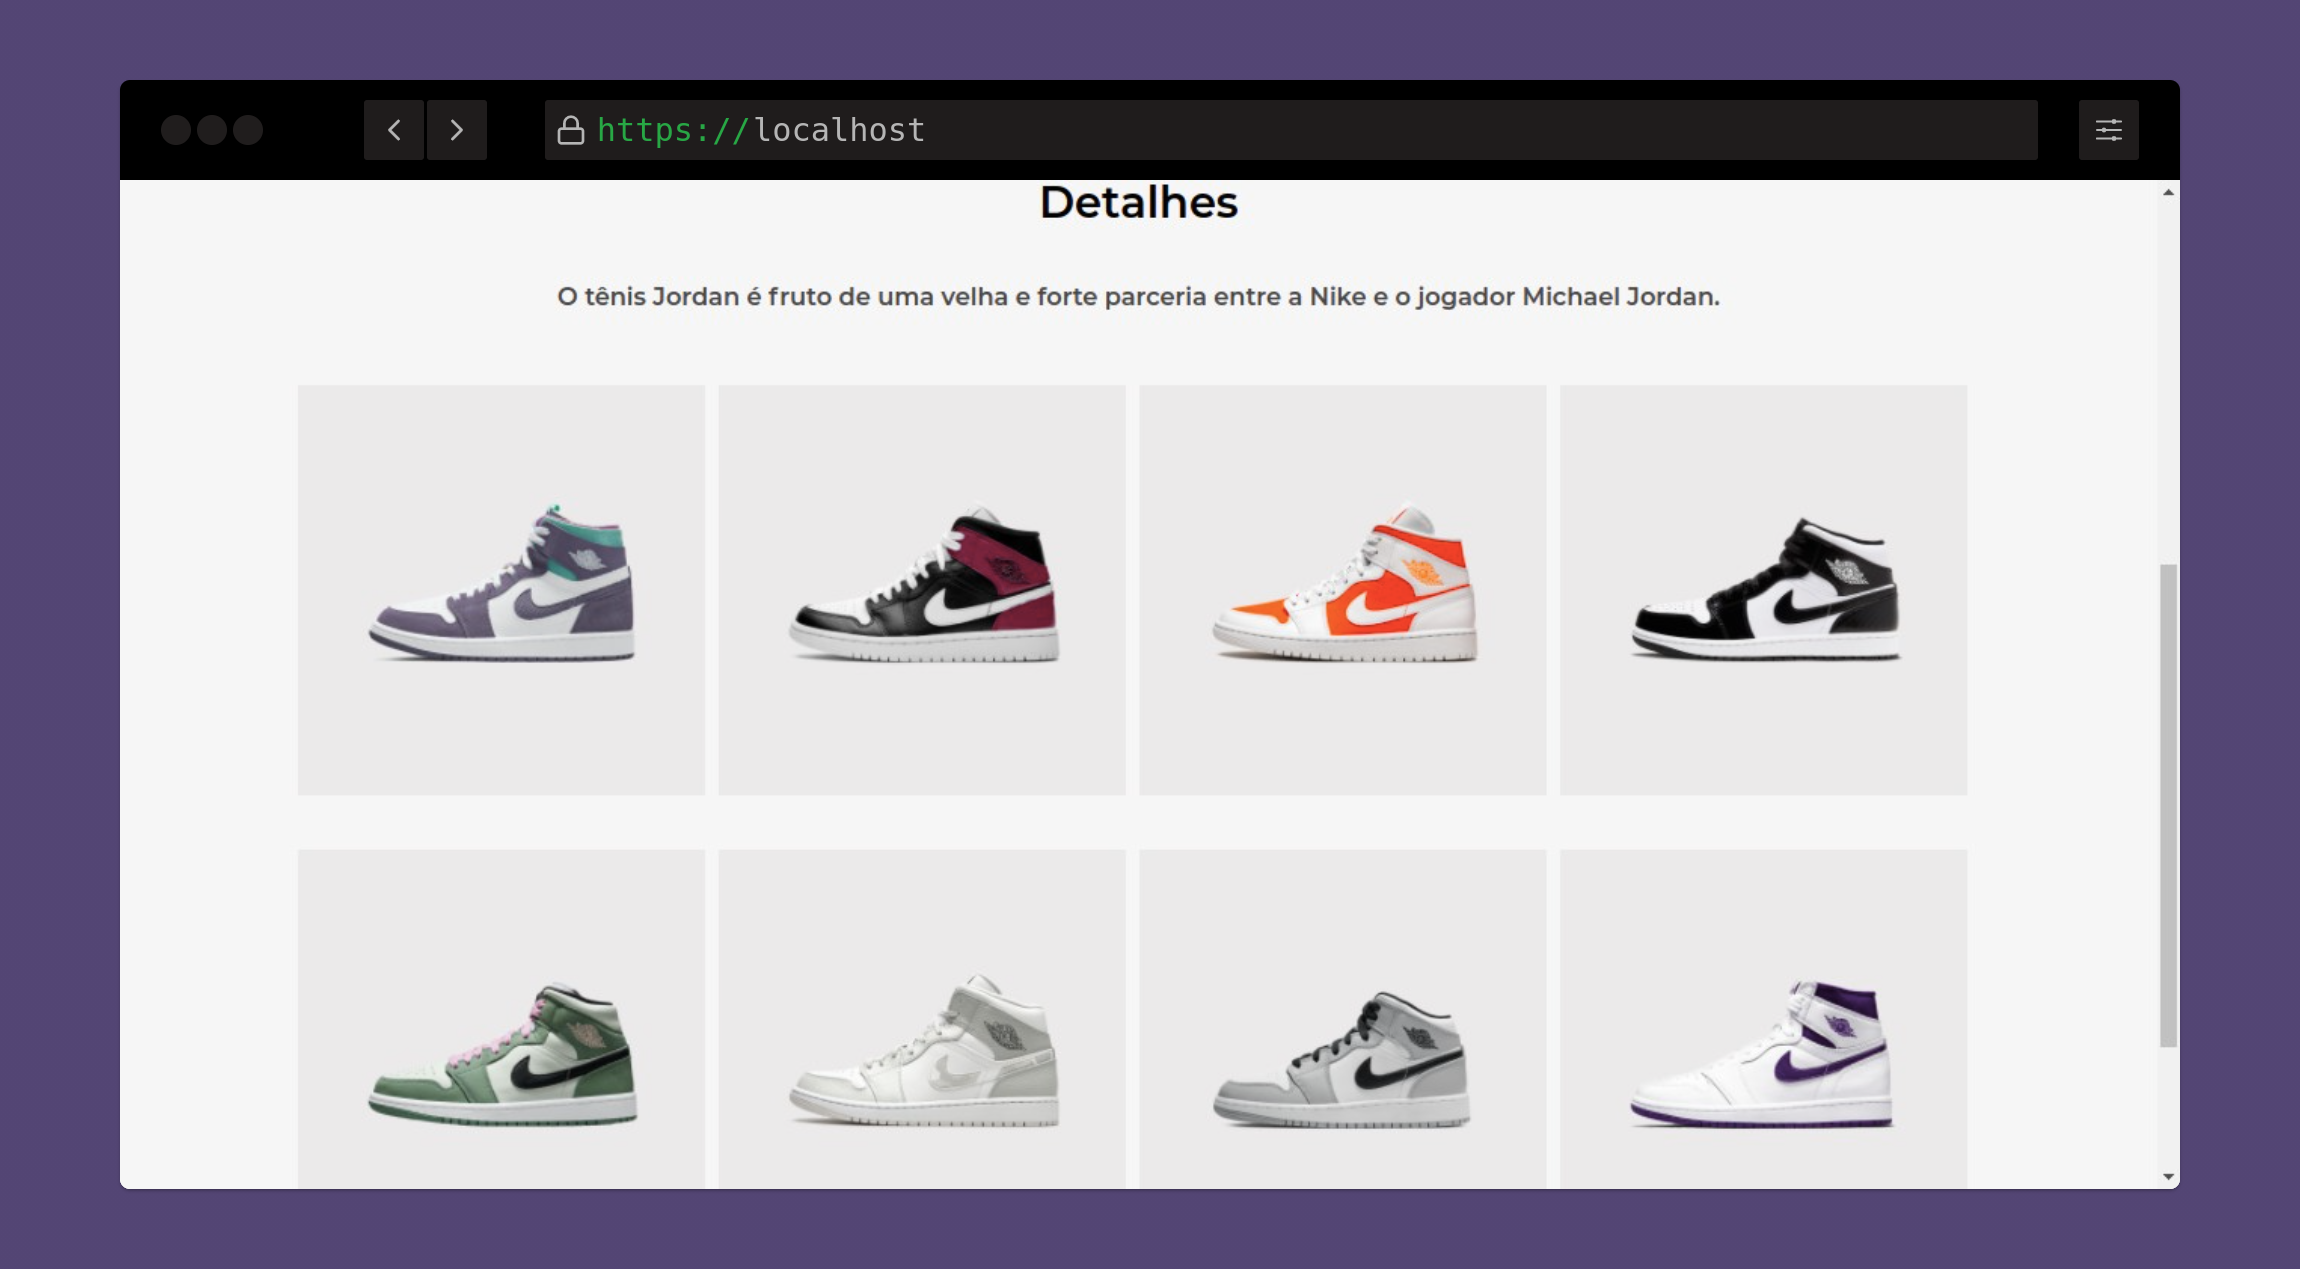 https://localhost
Detalhes
O tênis Jordan é fruto de uma velha e forte parceria entre a Nike e o jogador Michael Jordan.